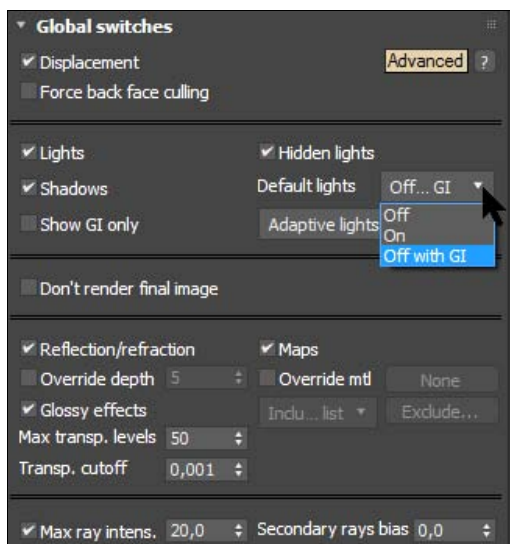 Global switches
Displacement Advanced ?
Force back face culling
Lights Hidden lights
Shadows Default lights Off... GI
Show GI only Adaptive lights Off
On
Off with GI
Don't render final image
Reflection/refraction Maps
Override depth 5 Override mtl None
Glossy effects Inclu... list Exclude...
Max transp. levels 50
Transp. cutoff 0,001
Max ray intens. 20,0 Secondary rays bias 0,0